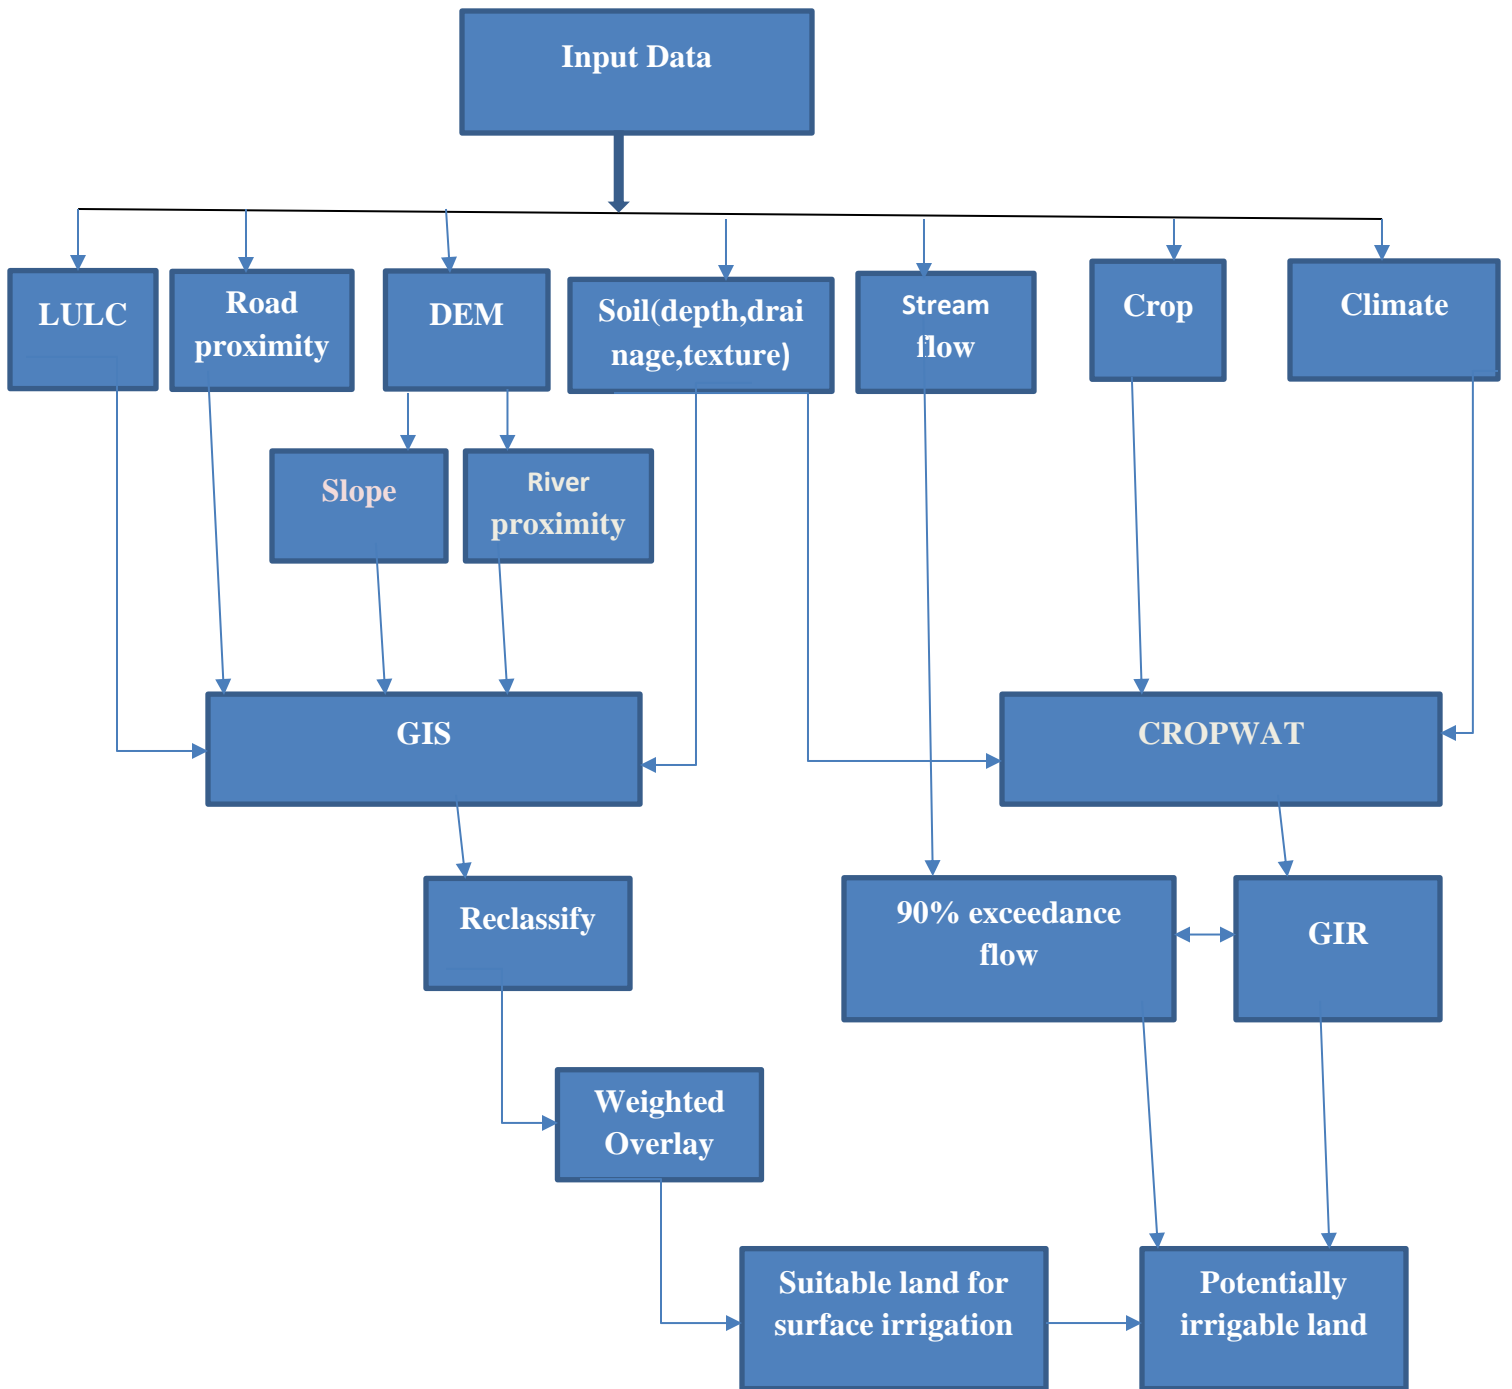 Input Data
LULC
Road
proximity
DEM
Soil(depth,drai
nage,texture)
Stream
flow
Crop
Climate
Slope
River
proximity
GIS
CROPWAT
Reclassify
90% exceedance
flow
GIR
Weighted
Overlay
Suitable land for
surface irrigation
Potentially
irrigable land